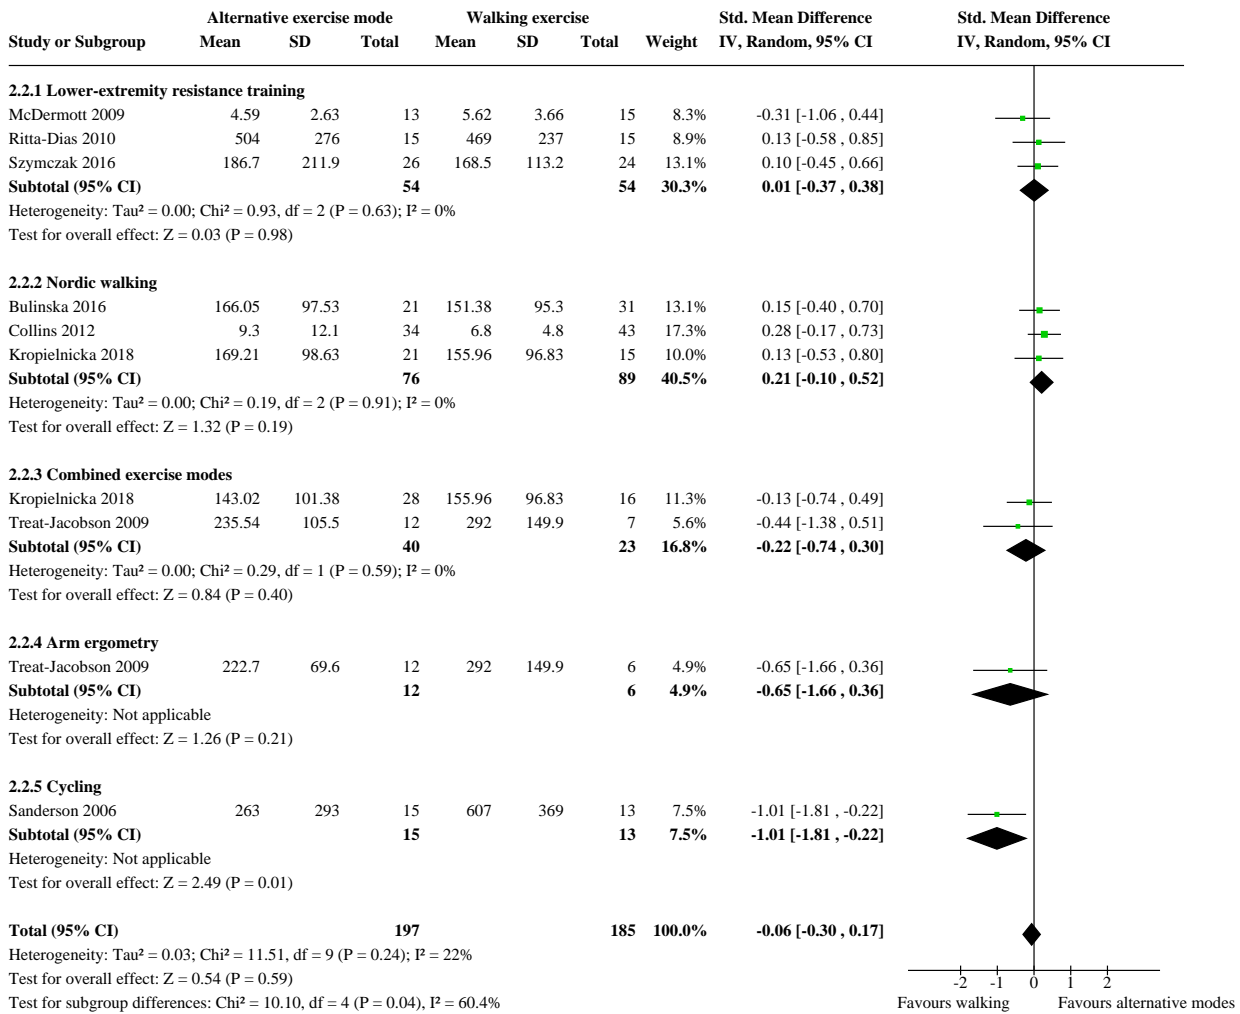 Alternative exercise mode Walking exercise Std. Mean Difference Std. Mean Difference
Study or Subgroup Mean SD Total Mean SD Total Weight IV, Random, 95% CI IV, Random, 95% CI
2.2.1 Lower-extremity resistance training
McDermott 2009 4.59 2.63 13 5.62 3.66 15 8.3% -0.31 [-1.06 , 0.44]
Ritta-Dias 2010 504 276 15 469 237 15 8.9% 0.13 [-0.58 , 0.85]
Szymczak 2016 186.7 211.9 26 168.5 113.2 24 13.1% 0.10 [-0.45 , 0.66]
Subtotal (95% CI) 54 54 30.3% 0.01 [-0.37 , 0.38]
Heterogeneity: Tau² = 0.00; Chi² = 0.93, df = 2 (P = 0.63); I² = 0%
Test for overall effect: Z = 0.03 (P = 0.98)
2.2.2 Nordic walking
Bulinska 2016 166.05 97.53 21 151.38 95.3 31 13.1% 0.15 [-0.40 , 0.70]
Collins 2012 9.3 12.1 34 6.8 4.8 43 17.3% 0.28 [-0.17 , 0.73]
Kropielnicka 2018 169.21 98.63 21 155.96 96.83 15 10.0% 0.13 [-0.53 , 0.80]
Subtotal (95% CI) 76 89 40.5% 0.21 [-0.10 , 0.52]
Heterogeneity: Tau² = 0.00; Chi² = 0.19, df = 2 (P = 0.91); I² = 0%
Test for overall effect: Z = 1.32 (P = 0.19)
2.2.3 Combined exercise modes
Kropielnicka 2018 143.02 101.38 28 155.96 96.83 16 11.3% -0.13 [-0.74 , 0.49]
Treat-Jacobson 2009 235.54 105.5 12 292 149.9 7 5.6% -0.44 [-1.38 , 0.51]
Subtotal (95% CI) 40 23 16.8% -0.22 [-0.74 , 0.30]
Heterogeneity: Tau² = 0.00; Chi² = 0.29, df = 1 (P = 0.59); I² = 0%
Test for overall effect: Z = 0.84 (P = 0.40)
2.2.4 Arm ergometry
Treat-Jacobson 2009 222.7 69.6 12 292 149.9 6 4.9% -0.65 [-1.66 , 0.36]
Subtotal (95% CI) 12 6 4.9% -0.65 [-1.66 , 0.36]
Heterogeneity: Not applicable
Test for overall effect: Z = 1.26 (P = 0.21)
2.2.5 Cycling
Sanderson 2006 263 293 15 607 369 13 7.5% -1.01 [-1.81 , -0.22]
Subtotal (95% CI) 15 13 7.5% -1.01 [-1.81 , -0.22]
Heterogeneity: Not applicable
Test for overall effect: Z = 2.49 (P = 0.01)
Total (95% CI) 197 185 100.0% -0.06 [-0.30 , 0.17]
Heterogeneity: Tau² = 0.03; Chi² = 11.51, df = 9 (P = 0.24); I² = 22%
Test for overall effect: Z = 0.54 (P = 0.59)
Test for subgroup differences: Chi² = 10.10, df = 4 (P = 0.04), I² = 60.4%
-2 -1 0 1 2
Favours walking Favours alternative modes